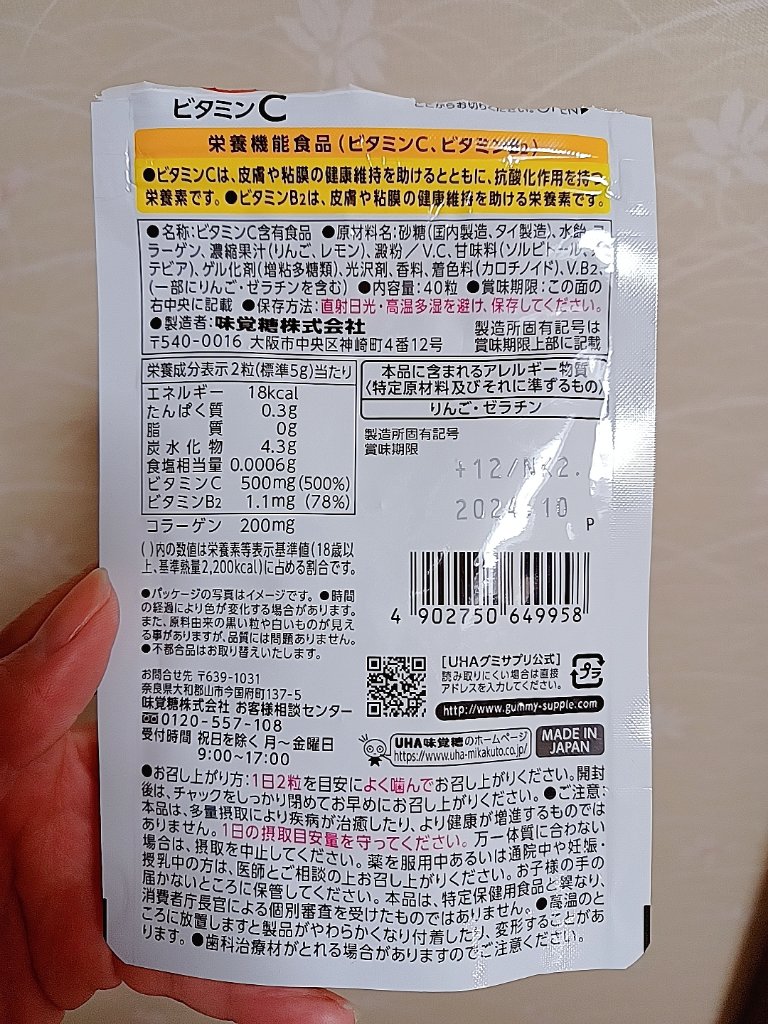 ビタミンC
ここからお切りください。OPEN▶
栄養機能食品(ビタミンC、ビタミンB2)
●ビタミンCは、皮膚や粘膜の健康維持を助けるとともに、抗酸化作用を持つ
栄養素です。●ビタミンB2は、皮膚や粘膜の健康維持を助ける栄養素です。
●名称:ビタミンC含有食品 ●原材料名:砂糖(国内製造、タイ製造)、水飴、コ
ラーゲン、濃縮果汁(りんご、レモン)、澱粉/V.C、甘味料(ソルビトール、ス
テビア)、ゲル化剤(増粘多糖類)、光沢剤、香料、着色料(カロチノイド)、V.B2、
(一部にりんご・ゼラチンを含む) ●内容量:40粒 ●賞味期限:この面の
右中央に記載 ●保存方法:直射日光・高温多湿を避け、保存してください。
●製造者:味覚糖株式会社
〒540-0016 大阪市中央区神崎町4番12号
製造所固有記号は
賞味期限上部に記載
栄養成分表示 2粒(標準5g)当たり
エネルギー 18kcal
たんぱく質 0.3g
脂質 0g
炭水化物 4.3g
食塩相当量 0.0006g
ビタミンC 500mg(500%)
ビタミンB2 1.1mg (78%)
コラーゲン 200mg
( )内の数値は栄養素等表示基準値(18歳以
上、基準熱量2,200kcal)に占める割合です。
本品に含まれるアレルギー物質
(特定原材料及びそれに準ずるもの)
りんご・ゼラチン
製造所固有記号
賞味期限
+12/NK2.
2024.10
P
●パッケージの写真はイメージです。●時間
の経過により色が変化する場合があります。
また、原料由来の黒い粒や白いものが見え
る事がありますが、品質には問題ありません。
●不都合品はお取り替えいたします。
4 902750 649958
お問合せ先 〒639-1031
奈良県大和郡山市今国府町137-5
味覚糖株式会社 お客様相談センター
0120-557-108
受付時間 祝日を除く 月〜金曜日
9:00〜17:00
[UHAグミサプリ公式]
読み取りにくい場合は直接
アドレスを入力してください。
プラ
http://www.gummy-supple.com
UHA味覚糖のホームページ
https://www.uha-mikakuto.co.jp/
MADE IN
JAPAN
●お召し上がり方:1日2粒を目安によく噛んでお召し上がりください。開封
後は、チャックをしっかり閉めてお早めにお召し上がりください。●ご注意:
本品は、多量摂取により疾病が治癒したり、より健康が増進するものでは
ありません。1日の摂取目安量を守ってください。万一体質に合わない
場合は、摂取を中止してください。薬を服用中あるいは通院中や妊娠・
授乳中の方は、医師とご相談の上お召し上がりください。お子様の手の
届かないところに保管してください。本品は、特定保健用食品と異なり、
消費者庁長官による個別審査を受けたものではありません。●高温のと
ころに放置しますと製品がやわらかくなり付着したり、変形することがあ
ります。●歯科治療材がとれる場合がありますのでご注意ください。